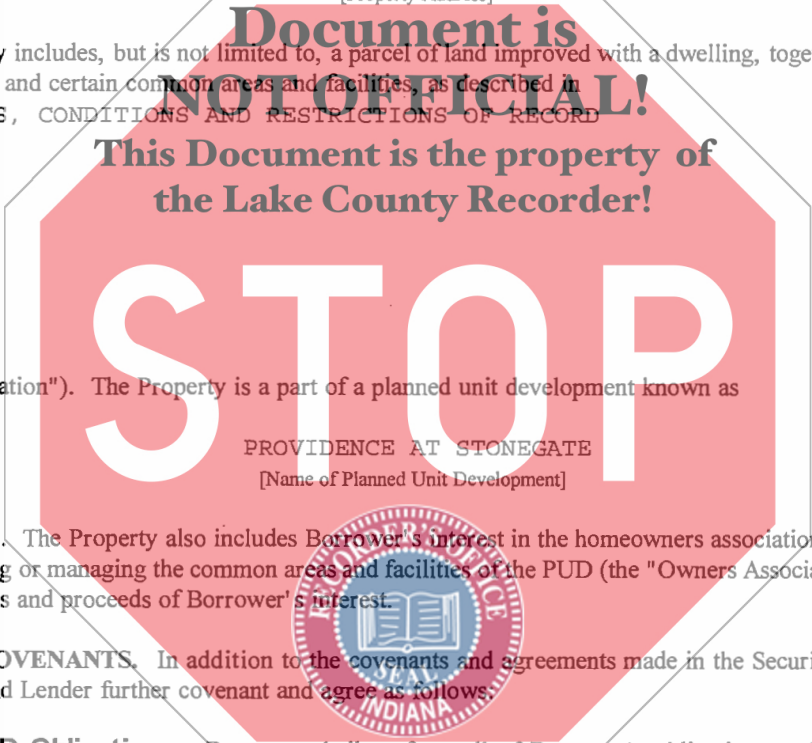 Document is
y includes, but is not limited to, a parcel of land improved with a dwelling, toge
and certain common areas and facilities, as described in
NOT OFFICIAL!
S, CONDITIONS AND RESTRICTIONS OF RECORD
This Document is the property of
the Lake County Recorder!
STOP
ation"). The Property is a part of a planned unit development known as
PROVIDENCE AT STONEGATE
[Name of Planned Unit Development]
. The Property also includes Borrower's interest in the homeowners association
g or managing the common areas and facilities of the PUD (the "Owners Associa
s and proceeds of Borrower's interest.
RECORDER'S OFFICE
SEAL
INDIANA
OVENANTS. In addition to the covenants and agreements made in the Securi
d Lender further covenant and agree as follows: